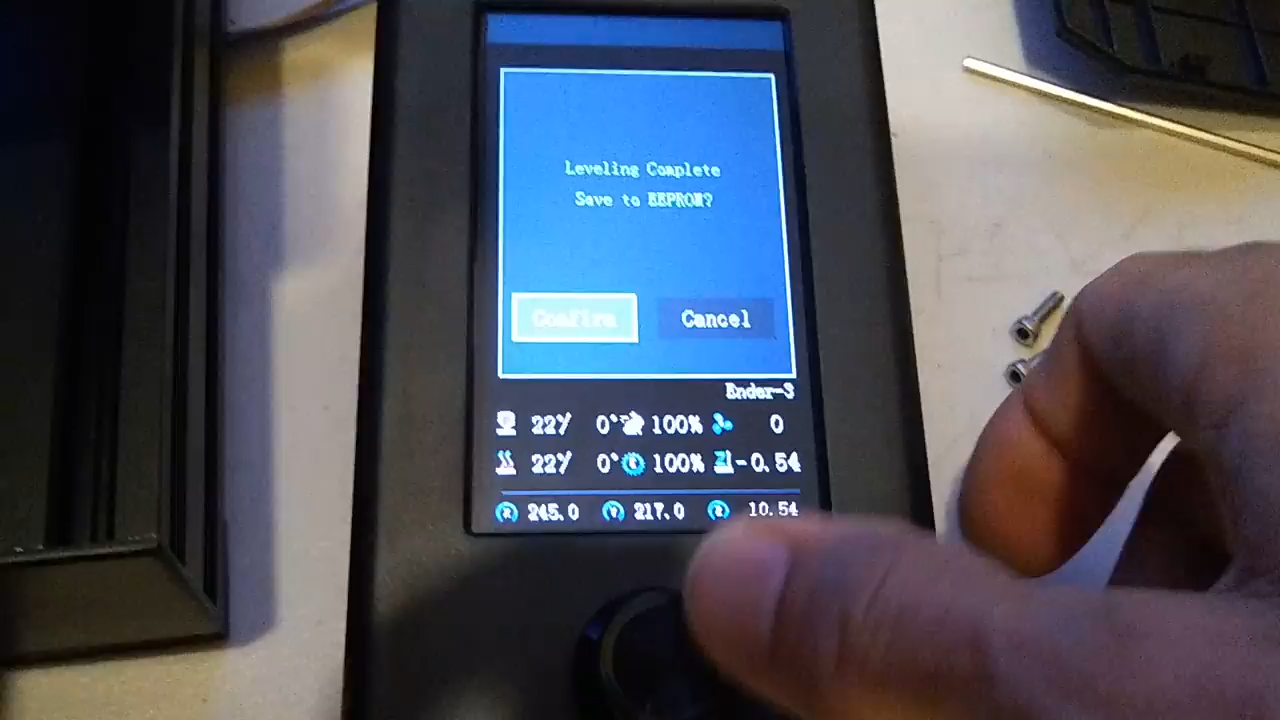 Leveling Complete
Save to EEPROM?
Confirm Cancel
Ender-3
22/ 0° 100% 0
22/ 0° 100% Z -0.54
X 245.0 Y 217.0 Z 10.54